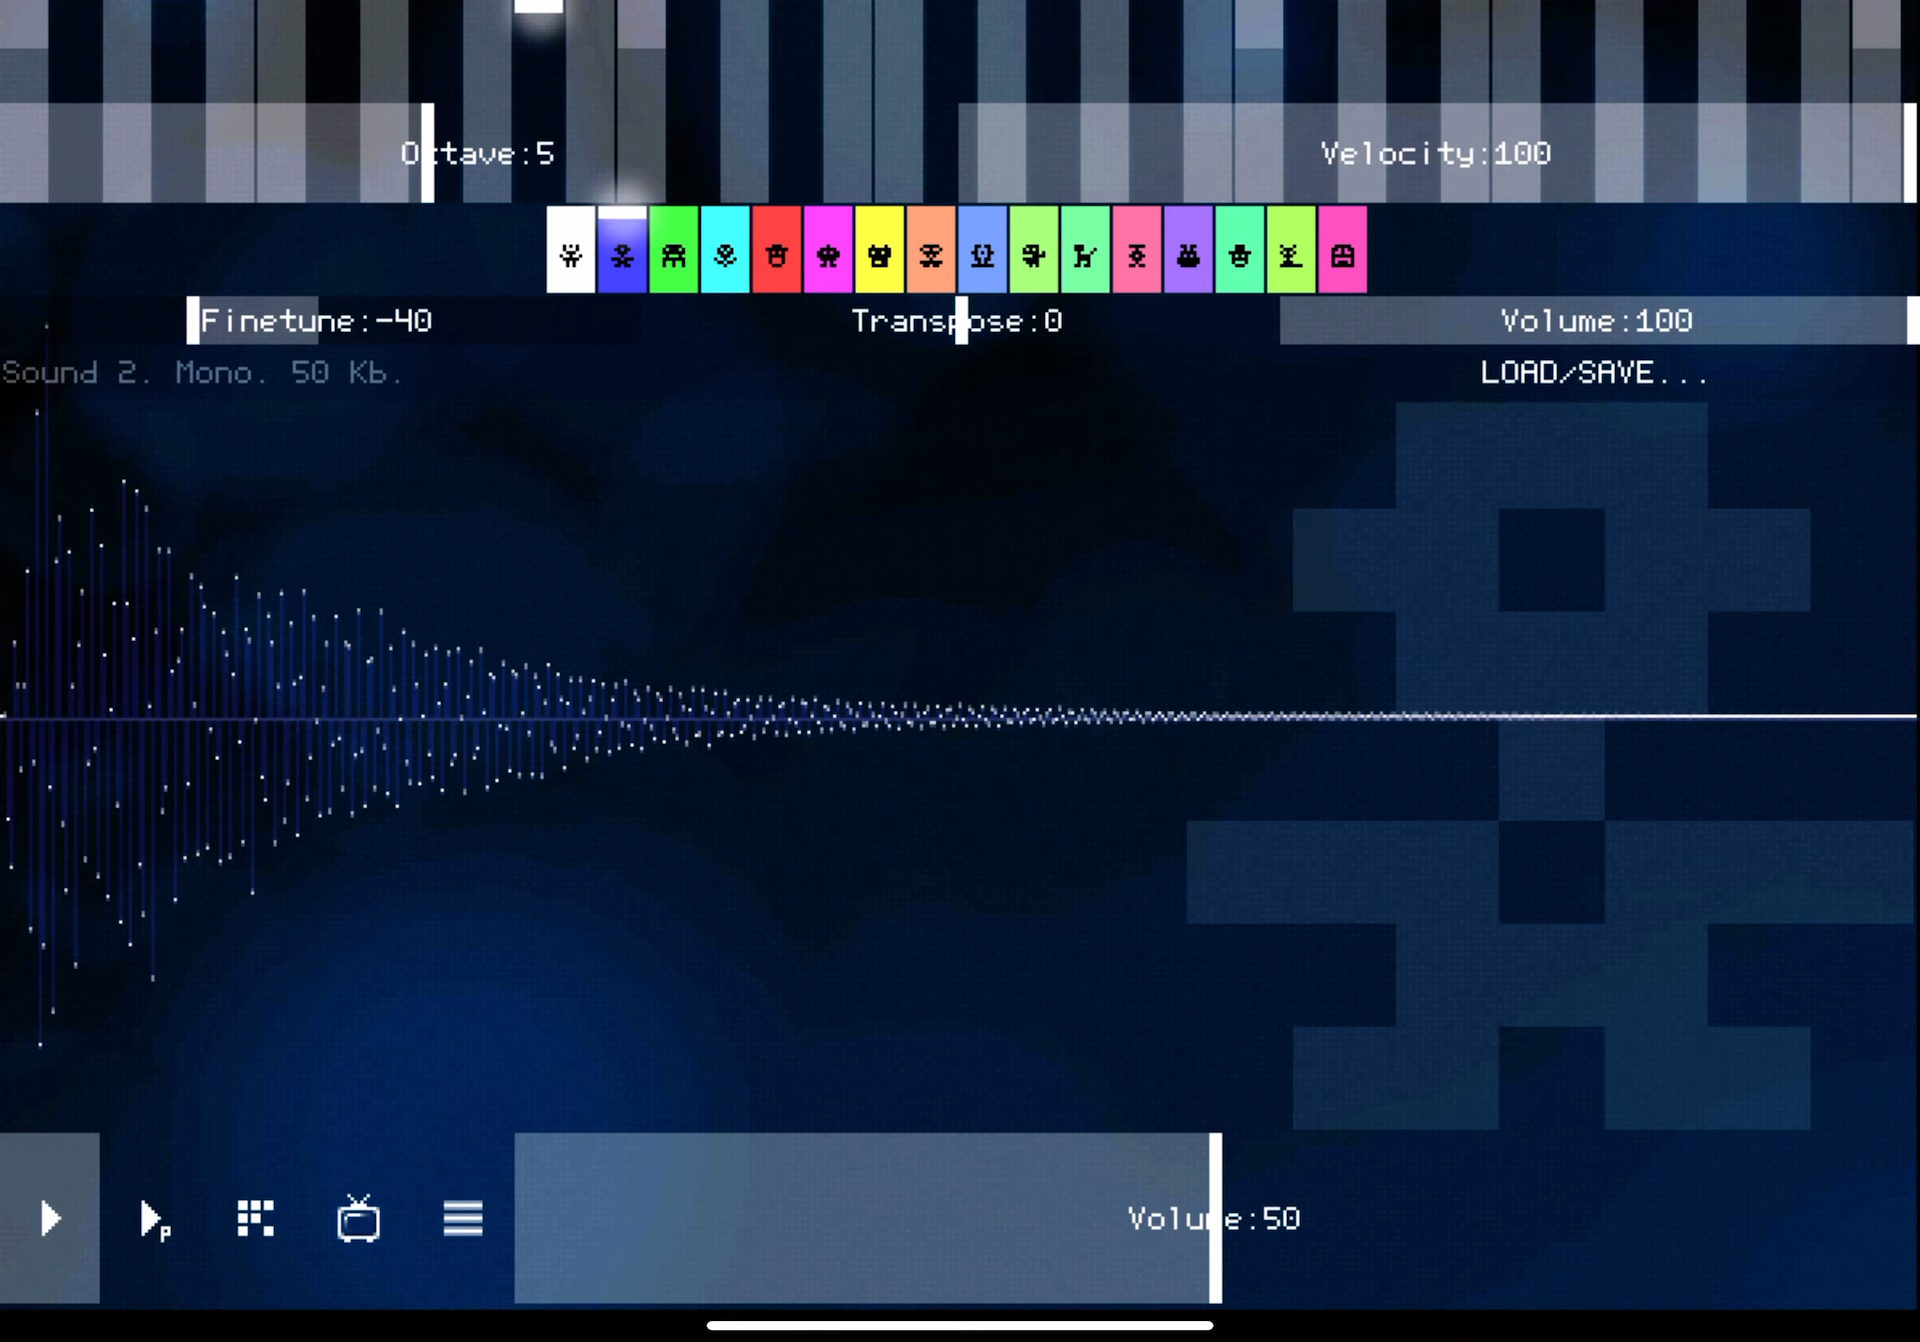 Octave:5
Velocity:100
Finetune:-40
Transpose:0
Volume:100
Sound 2. Mono. 50 Kb.
LOAD/SAVE...
P
Volume:50